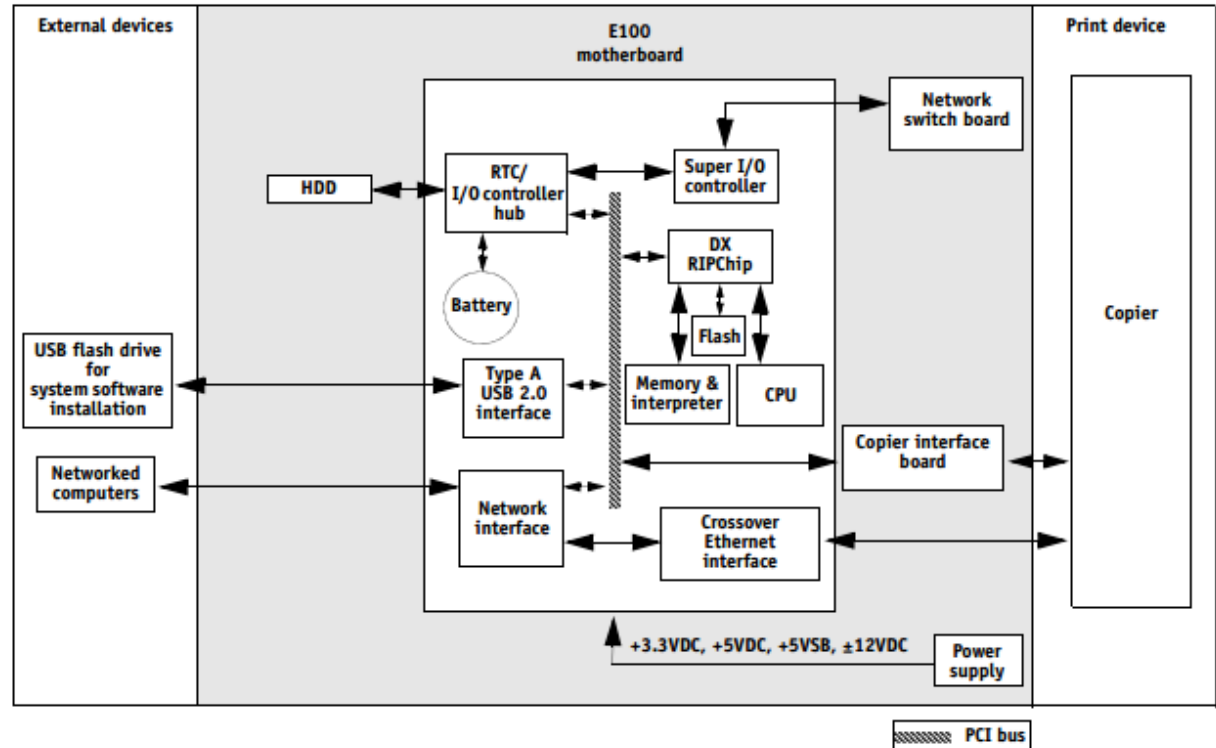 External devices
E100
motherboard
Print device
Network
switch board
RTC/
I/O controller
hub
Super I/O
controller
HDD
DX
RIPChip
Battery
Flash
Copier
USB flash drive
for
system software
installation
Type A
USB 2.0
interface
Memory &
interpreter
CPU
Copier interface
board
Networked
computers
Network
interface
Crossover
Ethernet
interface
+3.3VDC, +5VDC, +5VSB, ±12VDC
Power
supply
PCI bus